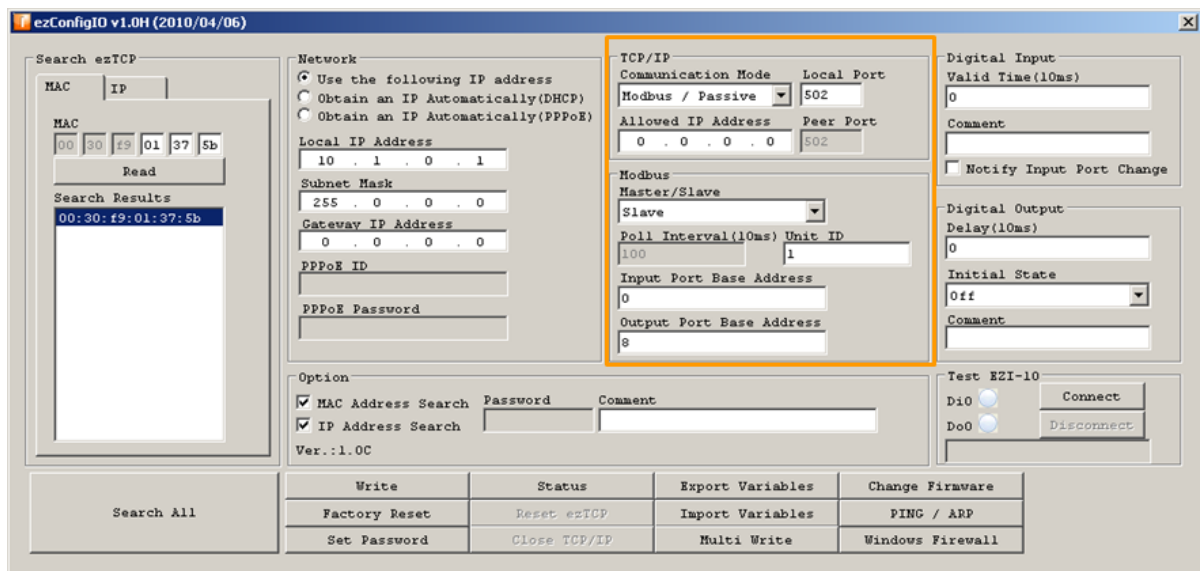 ezConfigIO v1.0H (2010/04/06)
Search ezTCP
MAC IP
MAC
00 30 f9 01 37 5b
Read
Search Results
00:30:f9:01:37:5b
Network
Use the following IP address
Obtain an IP Automatically(DHCP)
Obtain an IP Automatically(PPPoE)
Local IP Address
10 . 1 . 0 . 1
Subnet Mask
255 . 0 . 0 . 0
Gateway IP Address
0 . 0 . 0 . 0
PPPoE ID
PPPoE Password
TCP/IP
Communication Mode Local Port
Modbus / Passive 502
Allowed IP Address Peer Port
0 . 0 . 0 . 0 502
Modbus
Master/Slave
Slave
Poll Interval(10ms) Unit ID
100 1
Input Port Base Address
0
Output Port Base Address
8
Digital Input
Valid Time(10ms)
0
Comment
Notify Input Port Change
Digital Output
Delay(10ms)
0
Initial State
Off
Comment
Option
MAC Address Search Password Comment
IP Address Search
Ver.:1.0C
Test EZI-10
Di0 Connect
Do0 Disconnect
Search All
Write Status Export Variables Change Firmware
Factory Reset Reset ezTCP Import Variables PING / ARP
Set Password Close TCP/IP Multi Write Windows Firewall